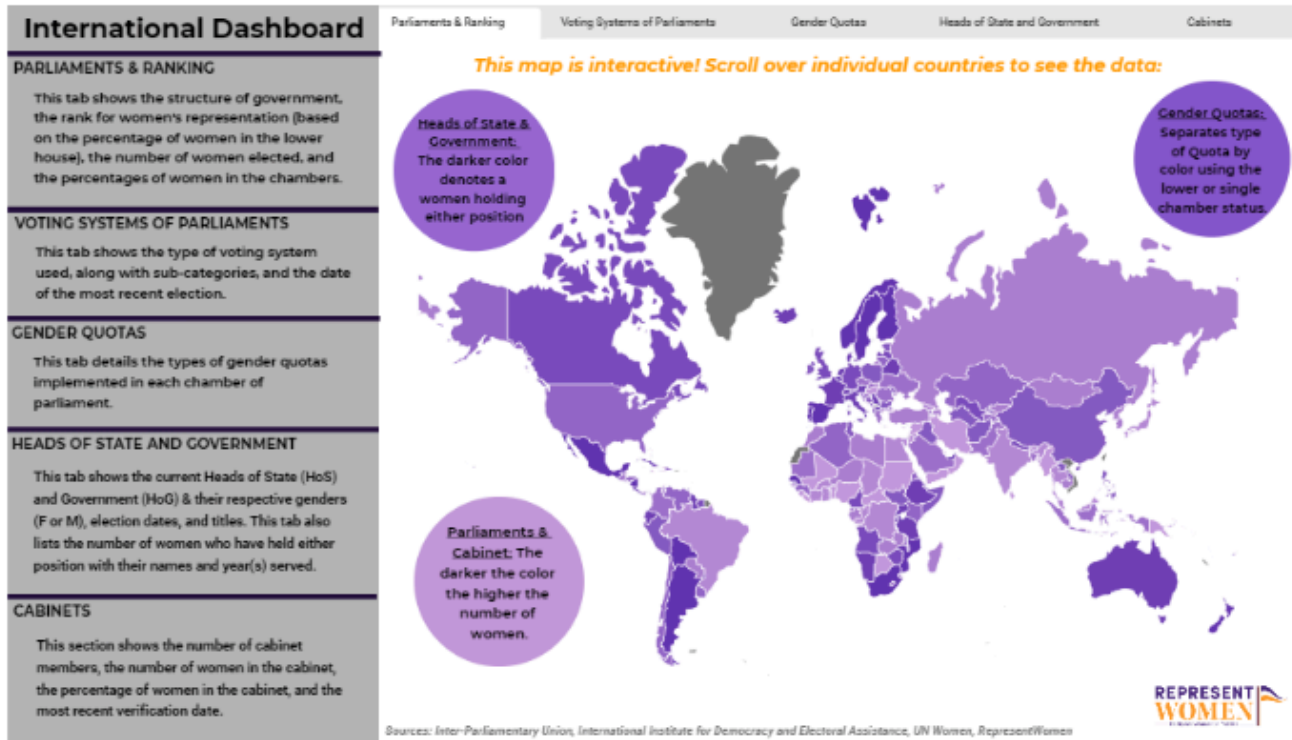 International Dashboard
PARLIAMENTS & RANKING
This tab shows the structure of government,
the rank for women's representation (based
on the percentage of women in the lower
house), the number of women elected, and
the percentages of women in the chambers.
VOTING SYSTEMS OF PARLIAMENTS
This tab shows the type of voting system
used, along with sub-categories, and the date
of the most recent election.
GENDER QUOTAS
This tab details the types of gender quotas
implemented in each chamber of
parliament.
HEADS OF STATE AND GOVERNMENT
This tab shows the current Heads of State (HoS)
and Government (HoG) & their respective genders
(F or M), election dates, and titles. This tab also
lists the number of women who have held either
position with their names and year(s) served.
CABINETS
This section shows the number of cabinet
members, the number of women in the cabinet,
the percentage of women in the cabinet, and the
most recent verification date.
Parliaments & Ranking
Voting Systems of Parliaments
Gender Quotas
Heads of State and Government
Cabinets
This map is interactive! Scroll over individual countries to see the data:
Heads of State &
Government:
The darker color
denotes a
women holding
either position
Gender Quotas:
Separates type
of Quota by
color using the
lower or single
chamber status.
Parliaments &
Cabinet: The
darker the color
the higher the
number of
women.
REPRESENT
WOMEN
Sources: Inter-Parliamentary Union, International Institute for Democracy and Electoral Assistance, UN Women, RepresentWomen